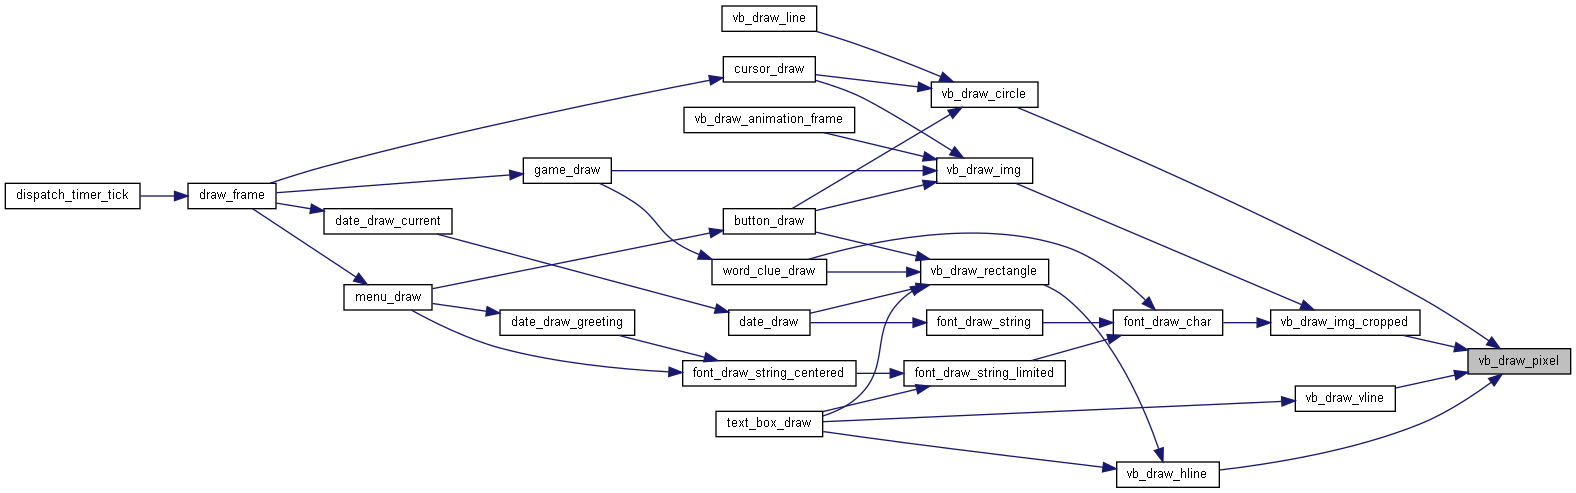 vb_draw_line
cursor_draw
vb_draw_circle
vb_draw_animation_frame
game_draw
vb_draw_img
dispatch_timer_tick
draw_frame
date_draw_current
button_draw
word_clue_draw
vb_draw_rectangle
menu_draw
date_draw_greeting
date_draw
font_draw_string
font_draw_char
vb_draw_img_cropped
vb_draw_pixel
font_draw_string_centered
font_draw_string_limited
vb_draw_vline
text_box_draw
vb_draw_hline